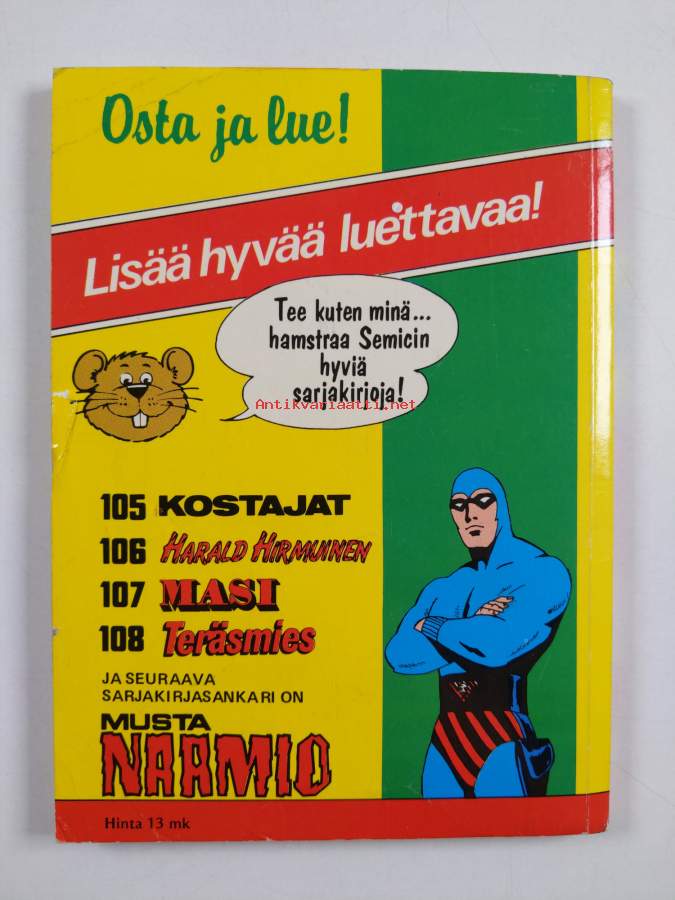 Osta ja lue!
Lisää hyvää luettavaa!
Tee kuten minä...
hamstraa Semicin
hyviä
sarjakirjoja!
Antikvariaatti.net
105 KOSTAJAT
106 HARALD HIRMUINEN
107 MASI
108 Teräsmies
JA SEURAAVA
SARJAKIRJASANKARI ON
MUSTA
NAAMIO
Hinta 13 mk